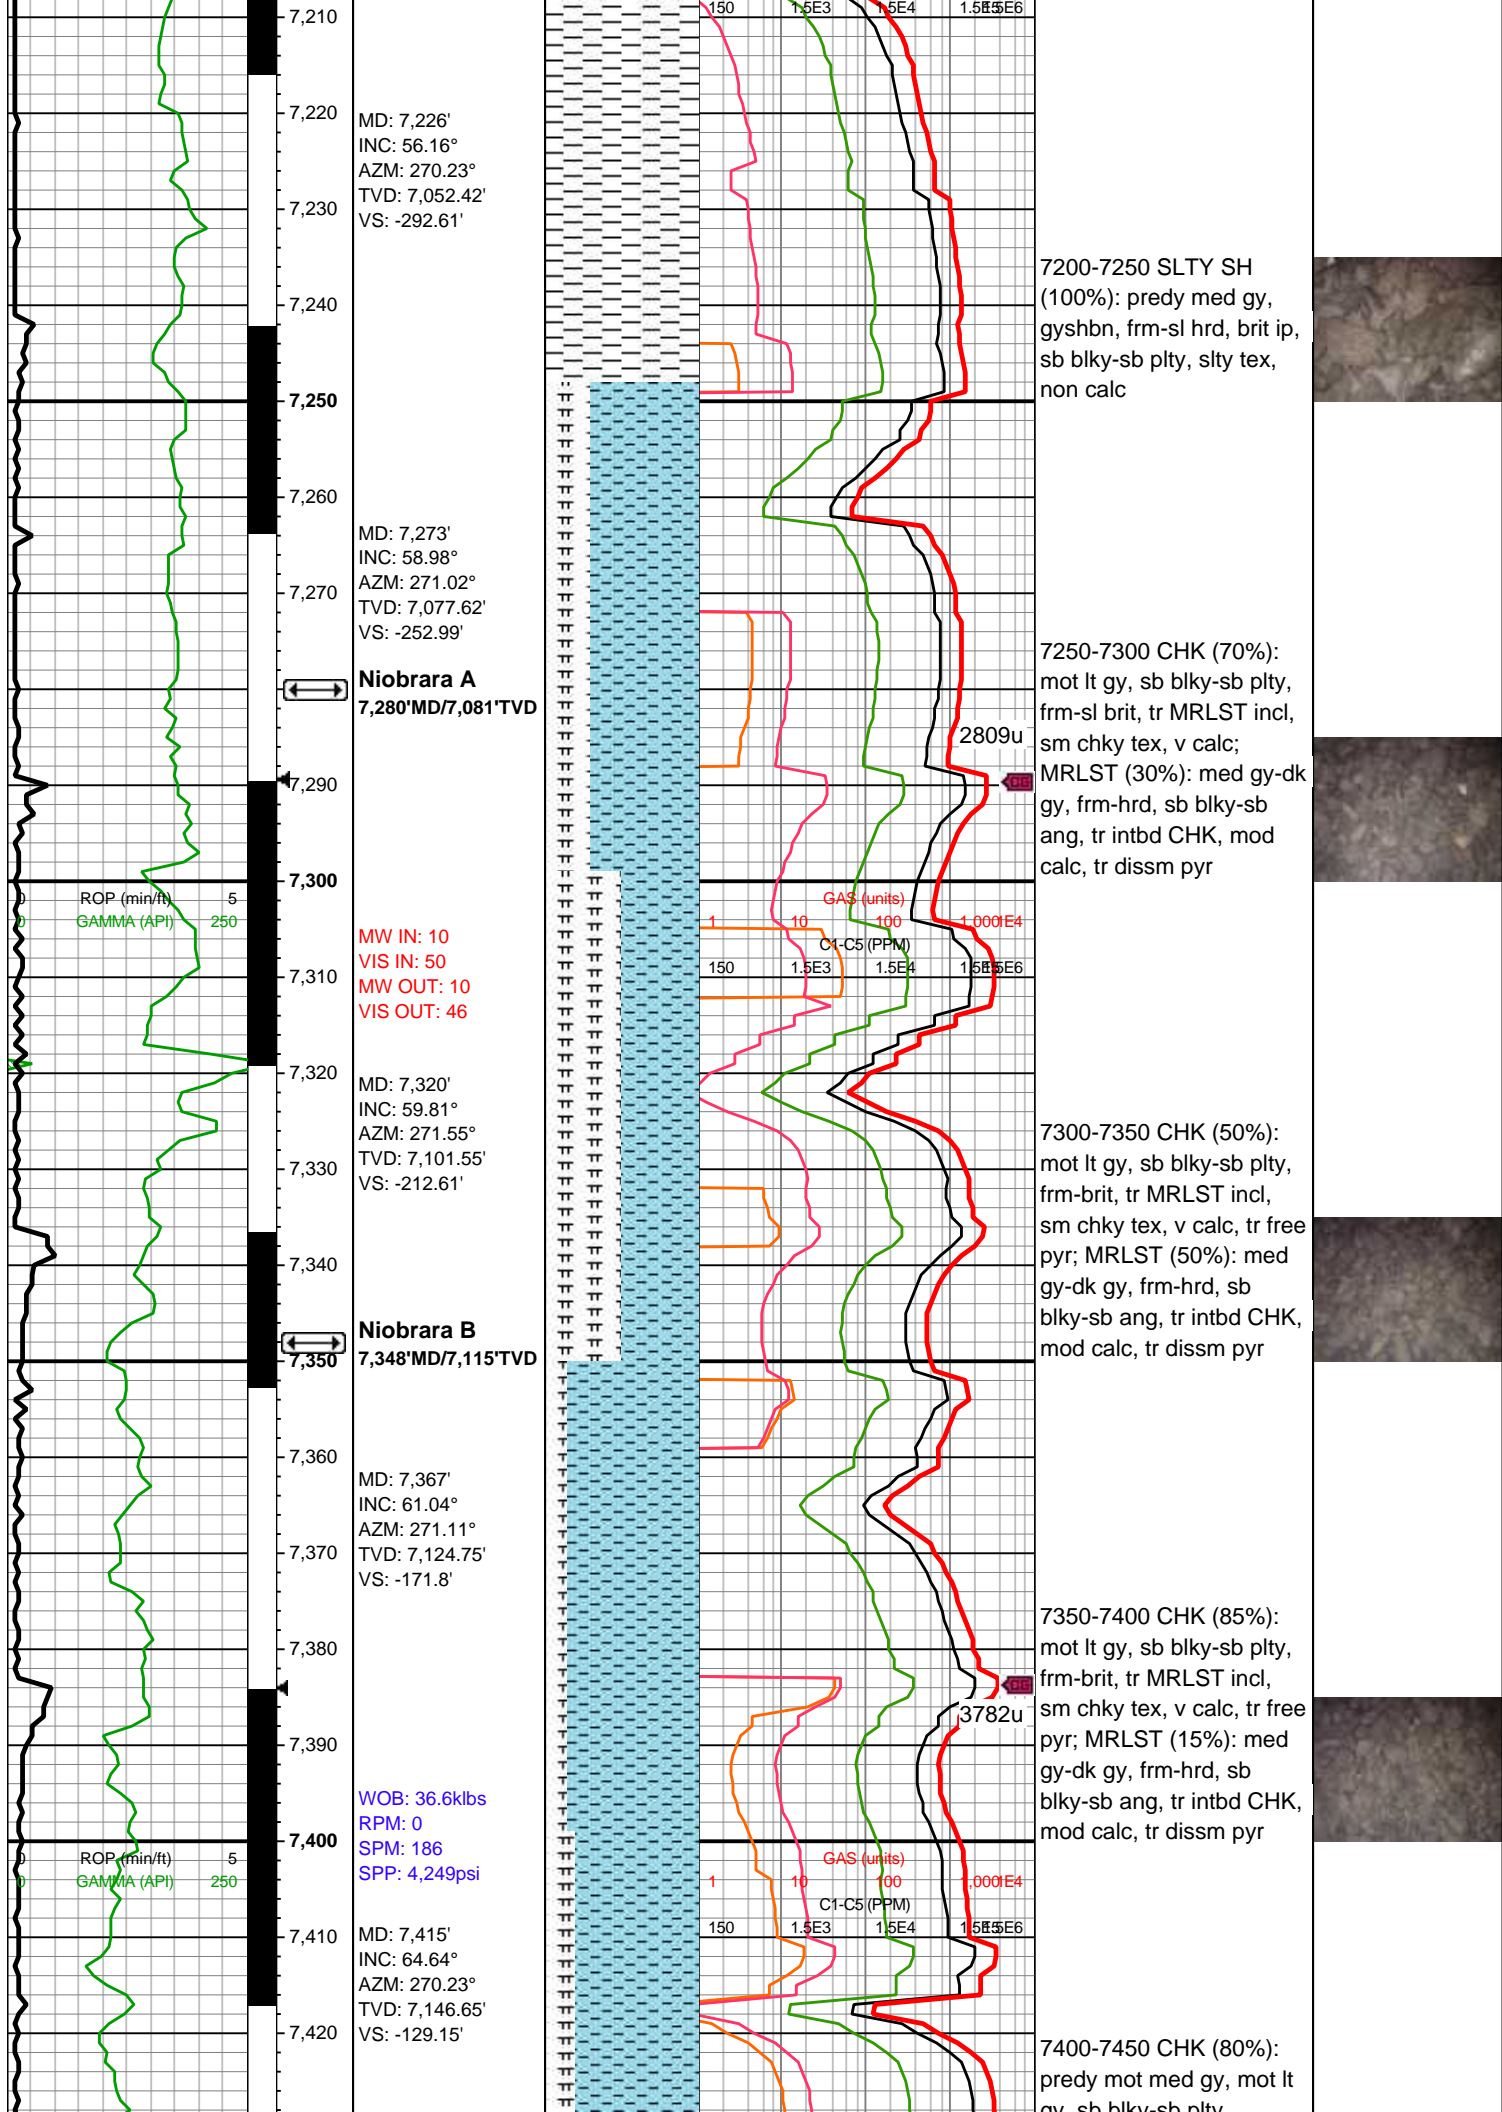 150 1.5E3 1.5E4
7,210
7,220
7,230
7,240
7,250
7,260
7,270
7,290
7,300
7,310
7,320
7,330
7,340
7,350
7,360
7,370
7,380
7,390
7,400
7,410
7,420
MD: 7,226'
INC: 56.16°
AZM: 270.23°
TVD: 7,052.42'
VS: -292.61'
MD: 7,273'
INC: 58.98°
AZM: 271.02°
TVD: 7,077.62'
VS: -252.99'
Niobrara A
7,280'MD/7,081'TVD
0 ROP (min/ft) 5
0 GAMMA (API) 250
MW IN: 10
VIS IN: 50
MW OUT: 10
VIS OUT: 46
MD: 7,320'
INC: 59.81°
AZM: 271.55°
TVD: 7,101.55'
VS: -212.61'
Niobrara B
7,348'MD/7,115'TVD
MD: 7,367'
INC: 61.04°
AZM: 271.11°
TVD: 7,124.75'
VS: -171.8'
WOB: 36.6klbs
RPM: 0
SPM: 186
SPP: 4,249psi
0 ROP (min/ft) 5
0 GAMMA (API) 250
MD: 7,415'
INC: 64.64°
AZM: 270.23°
TVD: 7,146.65'
VS: -129.15'
2809u
CG
GAS (units)
1 10 100 1,000 1E4
C1-C5 (PPM)
150 1.5E3 1.5E4
CG
3782u
GAS (units)
1 10 100 1,000 1E4
C1-C5 (PPM)
150 1.5E3 1.5E4
7200-7250 SLTY SH
(100%): predy med gy,
gyshbn, frm-sl hrd, brit ip,
sb blky-sb plty, slty tex,
non calc
7250-7300 CHK (70%):
mot lt gy, sb blky-sb plty,
frm-sl brit, tr MRLST incl,
sm chky tex, v calc;
MRLST (30%): med gy-dk
gy, frm-hrd, sb blky-sb
ang, tr intbd CHK, mod
calc, tr dissm pyr
7300-7350 CHK (50%):
mot lt gy, sb blky-sb plty,
frm-brit, tr MRLST incl,
sm chky tex, v calc, tr free
pyr; MRLST (50%): med
gy-dk gy, frm-hrd, sb
blky-sb ang, tr intbd CHK,
mod calc, tr dissm pyr
7350-7400 CHK (85%):
mot lt gy, sb blky-sb plty,
frm-brit, tr MRLST incl,
sm chky tex, v calc, tr free
pyr; MRLST (15%): med
gy-dk gy, frm-hrd, sb
blky-sb ang, tr intbd CHK,
mod calc, tr dissm pyr
7400-7450 CHK (80%):
predy mot med gy, mot lt
gy, sb blky-sb plty